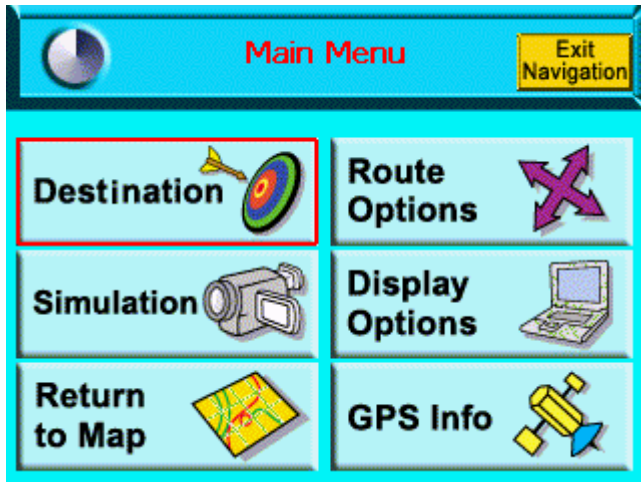 Main Menu
Exit
Navigation
Destination
Route
Options
Simulation
Display
Options
Return
to Map
GPS Info